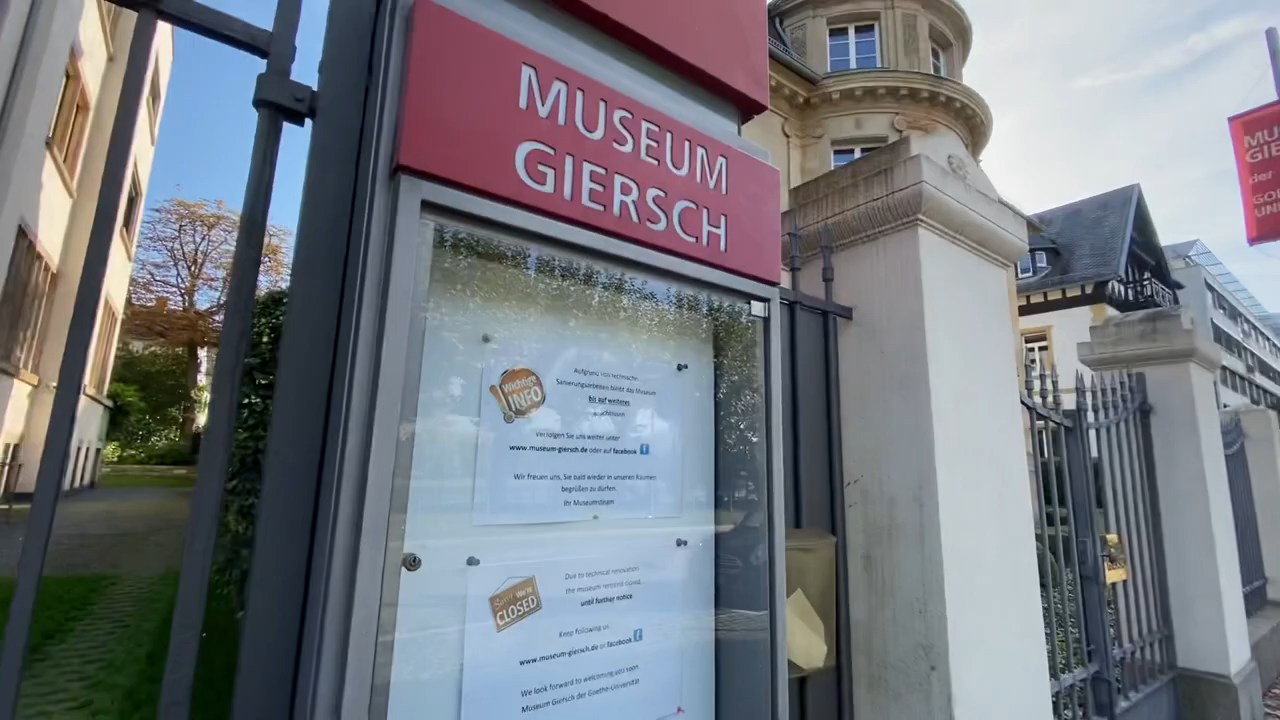 MUSEUM
GIERSCH
Wichtige
INFO
Aufgrund von technischen
Sanierungsarbeiten bleibt das Museum
bis auf weiteres
geschlossen
Verfolgen Sie uns weiter unter
www.museum-giersch.de oder auf facebook
Wir freuen uns, Sie bald wieder in unseren Räumen
begrüßen zu dürfen.
Ihr Museumsteam
Sorry We're
CLOSED
Due to technical renovation
the museum remains closed
until further notice
Keep following us
www.museum-giersch.de or facebook
We look forward to welcoming you soon
Museum Giersch der Goethe-Universität
MU
GIE
der
GO
UNI